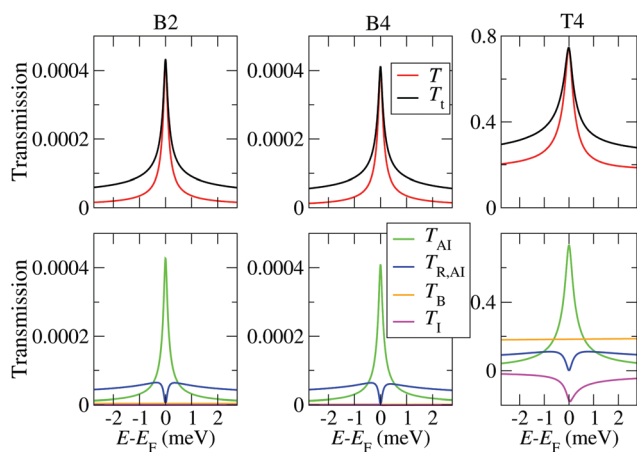 B2 B4 T4
Transmission
0.0004
0.0002
0
0.0004
0.0002
0
0.8
0.4
0
T
Tt
Transmission
0.0004
0.0002
0
0.0004
0.0002
0
0.4
0
TAI
TR,AI
TB
TI
-2 -1 0 1 2
-2 -1 0 1 2
-2 -1 0 1 2
E-EF (meV)
E-EF (meV)
E-EF (meV)